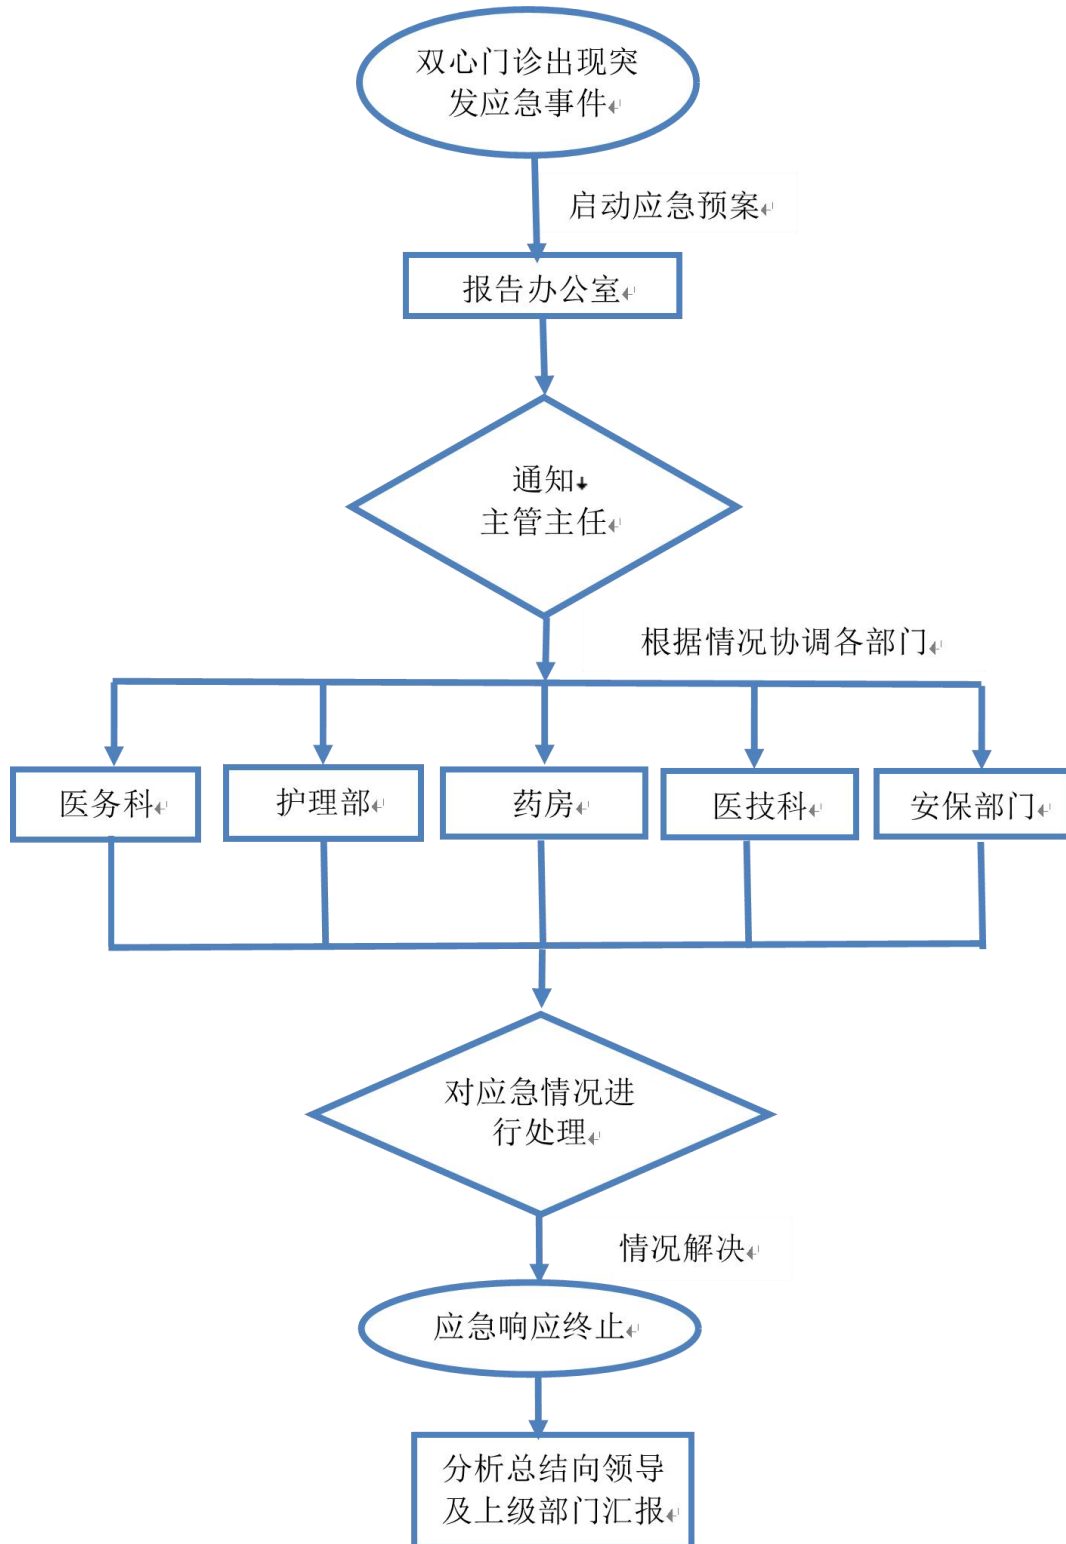 双心门诊出现突
发应急事件
启动应急预案
报告办公室
通知
主管主任
根据情况协调各部门
医务科
护理部
药房
医技科
安保部门
对应急情况进
行处理
情况解决
应急响应终止
分析总结向领导
及上级部门汇报